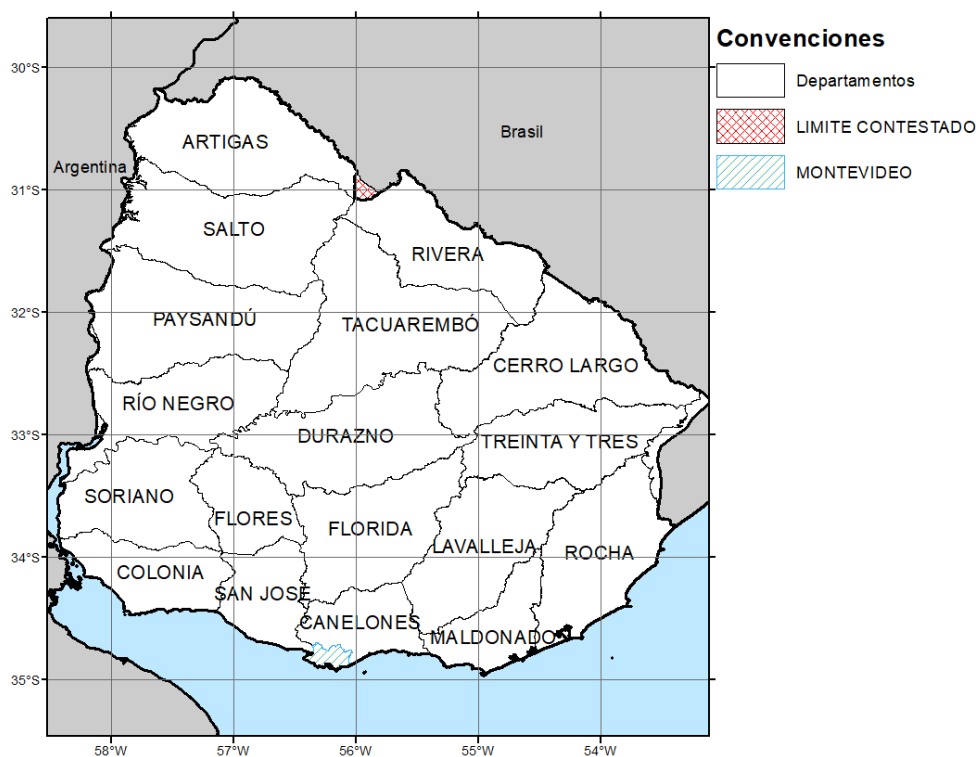 Convenciones
Departamentos
LIMITE CONTESTADO
MONTEVIDEO
30°S
31°S
32°S
33°S
34°S
35°S
Brasil
Argentina
ARTIGAS
SALTO
RIVERA
PAYSANDÚ
TACUAREMBÓ
CERRO LARGO
RÍO NEGRO
DURAZNO
TREINTA Y TRES
SORIANO
FLORES
FLORIDA
LAVALLEJA
ROCHA
COLONIA
SAN JOSE
CANELONES
MALDONADO
58°W
57°W
56°W
55°W
54°W